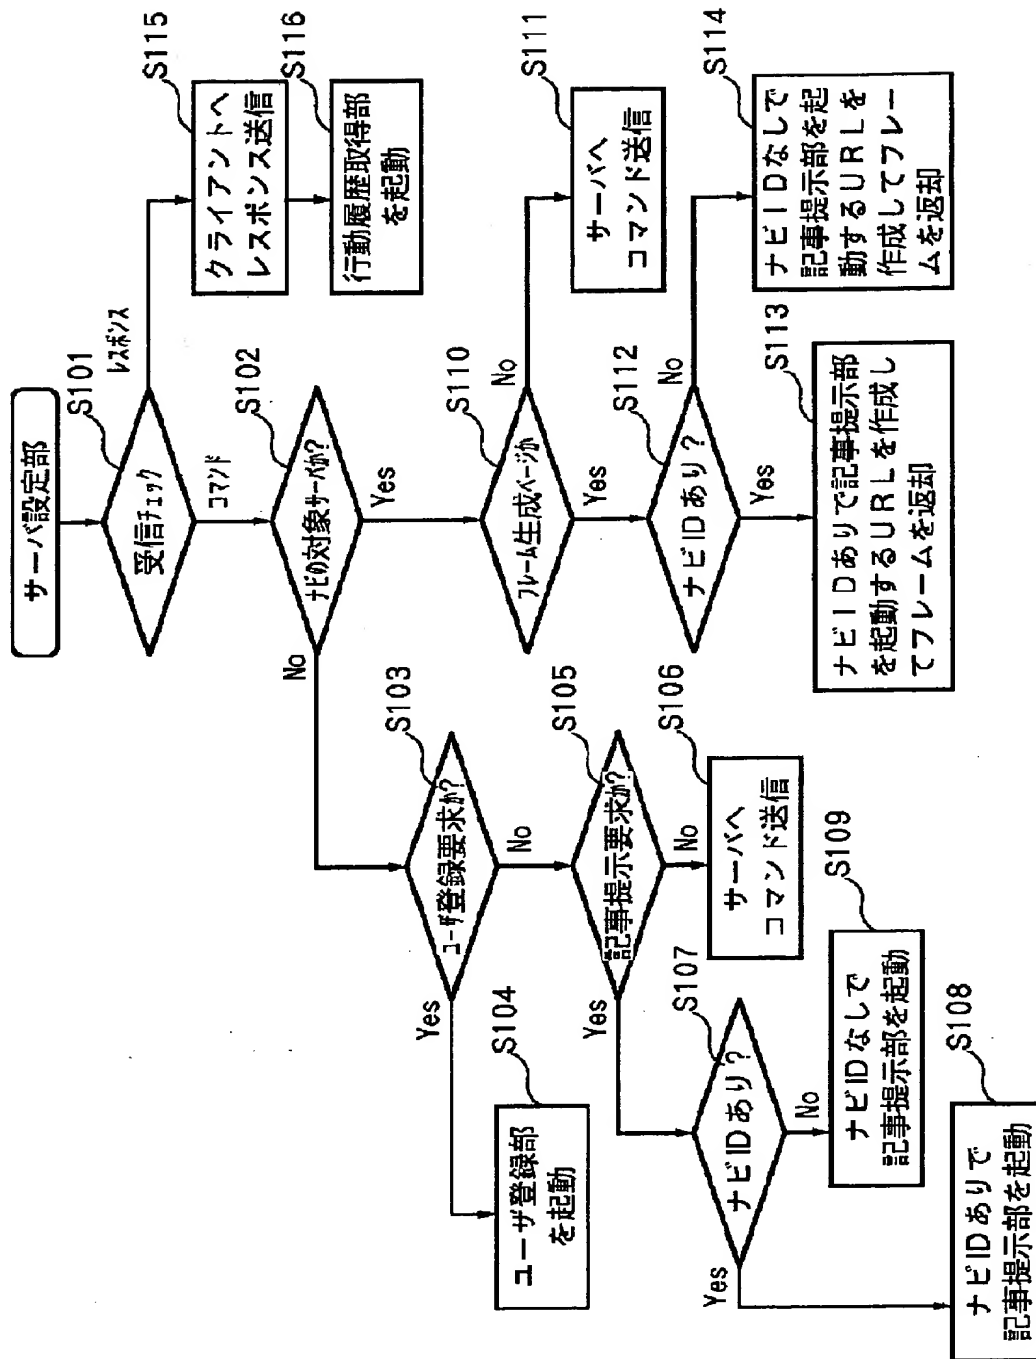 サーバ設定部
S101
受信チェック
レスポンス
コマンド
S115
クライアントへ
レスポンス送信
S116
行動履歴取得部
を起動
S102
ナビの対象サーバか?
No
Yes
S103
ユーザ登録要求か?
Yes
No
S104
ユーザ登録部
を起動
S105
記事提示要求か?
Yes
No
S106
サーバへ
コマンド送信
S107
ナビIDあり?
Yes
No
S109
ナビIDなしで
記事提示部を起動
S108
ナビIDありで
記事提示部を起動
S110
フレーム生成ページか
No
Yes
S111
サーバへ
コマンド送信
S112
ナビIDあり?
No
Yes
S114
ナビIDなしで
記事提示部を起
動するURLを
作成してフレー
ムを返却
S113
ナビIDありで記事提示部
を起動するURLを作成し
てフレームを返却